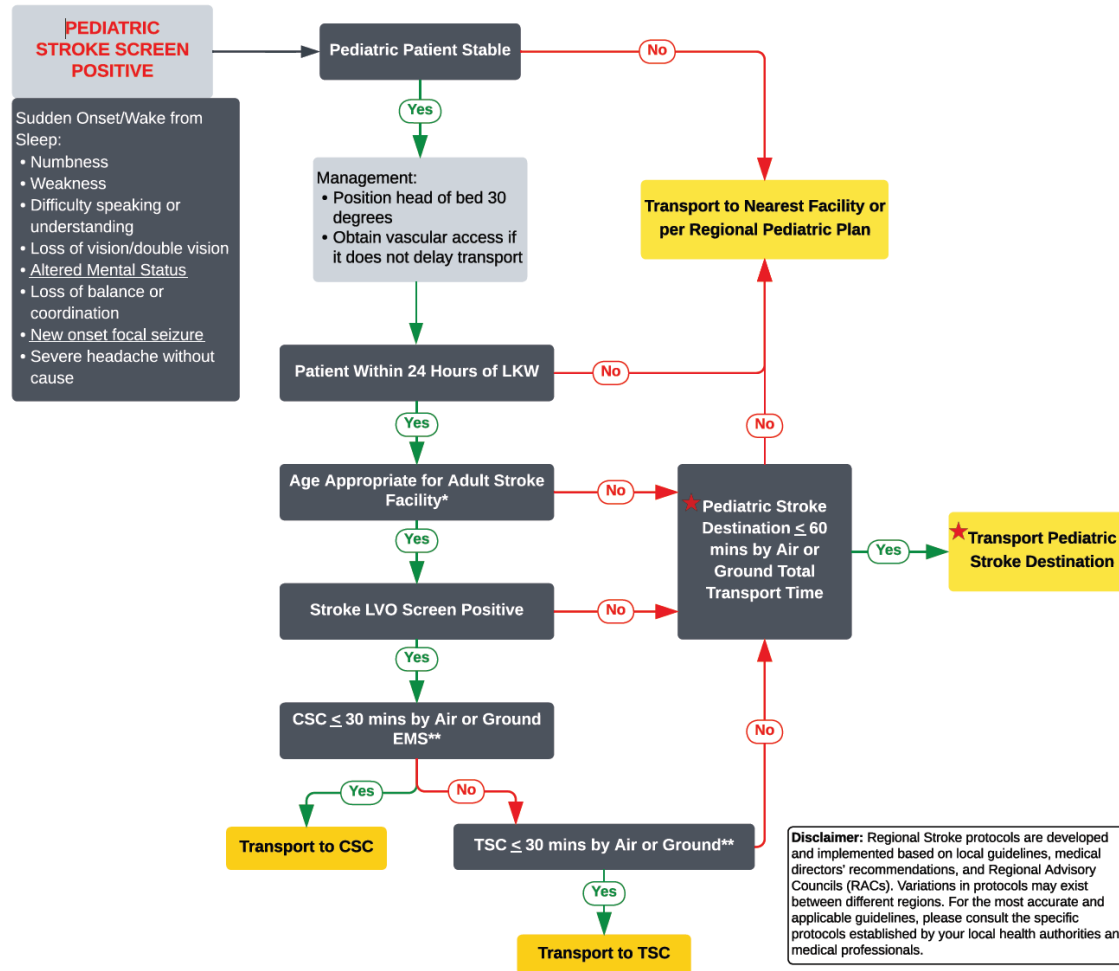 PEDIATRIC
STROKE SCREEN
POSITIVE
Pediatric Patient Stable
No
Yes
Sudden Onset/Wake from
Sleep:
• Numbness
• Weakness
• Difficulty speaking or
understanding
• Loss of vision/double vision
• Altered Mental Status
• Loss of balance or
coordination
• New onset focal seizure
• Severe headache without
cause
Management:
• Position head of bed 30
degrees
• Obtain vascular access if
it does not delay transport
Transport to Nearest Facility or
per Regional Pediatric Plan
Patient Within 24 Hours of LKW
No
Yes
No
Age Appropriate for Adult Stroke
Facility*
No
Pediatric Stroke
Destination ≤ 60
mins by Air or
Ground Total
Transport Time
Yes
Transport Pediatric
Stroke Destination
Yes
Stroke LVO Screen Positive
No
Yes
CSC ≤ 30 mins by Air or Ground
EMS**
No
Yes
No
Transport to CSC
TSC ≤ 30 mins by Air or Ground**
Yes
Transport to TSC
Disclaimer: Regional Stroke protocols are developed
and implemented based on local guidelines, medical
directors' recommendations, and Regional Advisory
Councils (RACs). Variations in protocols may exist
between different regions. For the most accurate and
applicable guidelines, please consult the specific
protocols established by your local health authorities an
medical professionals.